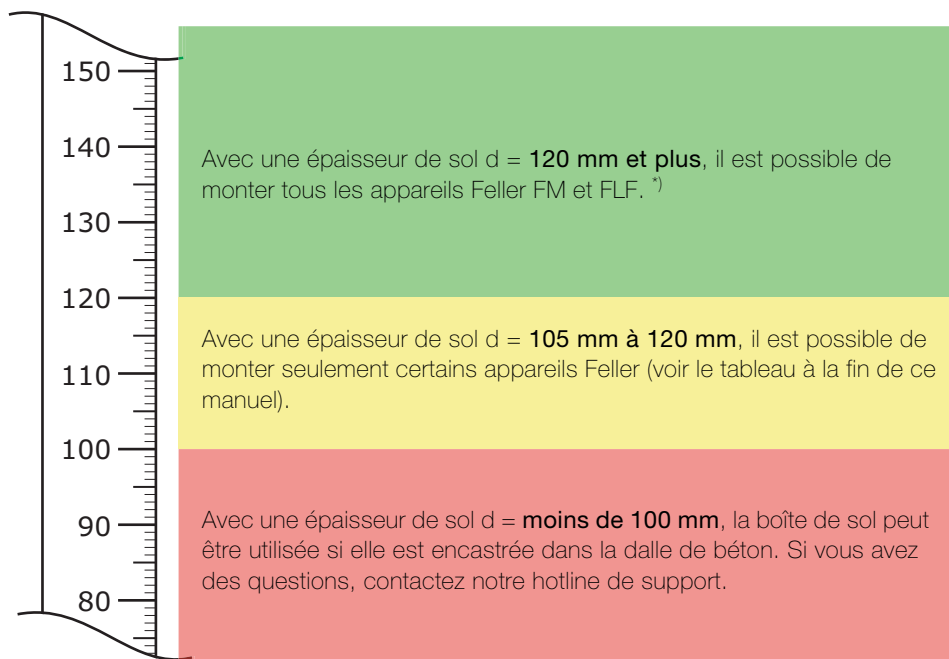 150
140
Avec une épaisseur de sol d = 120 mm et plus, il est possible de
monter tous les appareils Feller FM et FLF. *)
130
120
Avec une épaisseur de sol d = 105 mm à 120 mm, il est possible de
110
monter seulement certains appareils Feller (voir le tableau à la fin de ce
manuel).
100
90
Avec une épaisseur de sol d = moins de 100 mm, la boîte de sol peut
être utilisée si elle est encastrée dans la dalle de béton. Si vous avez
des questions, contactez notre hotline de support.
80